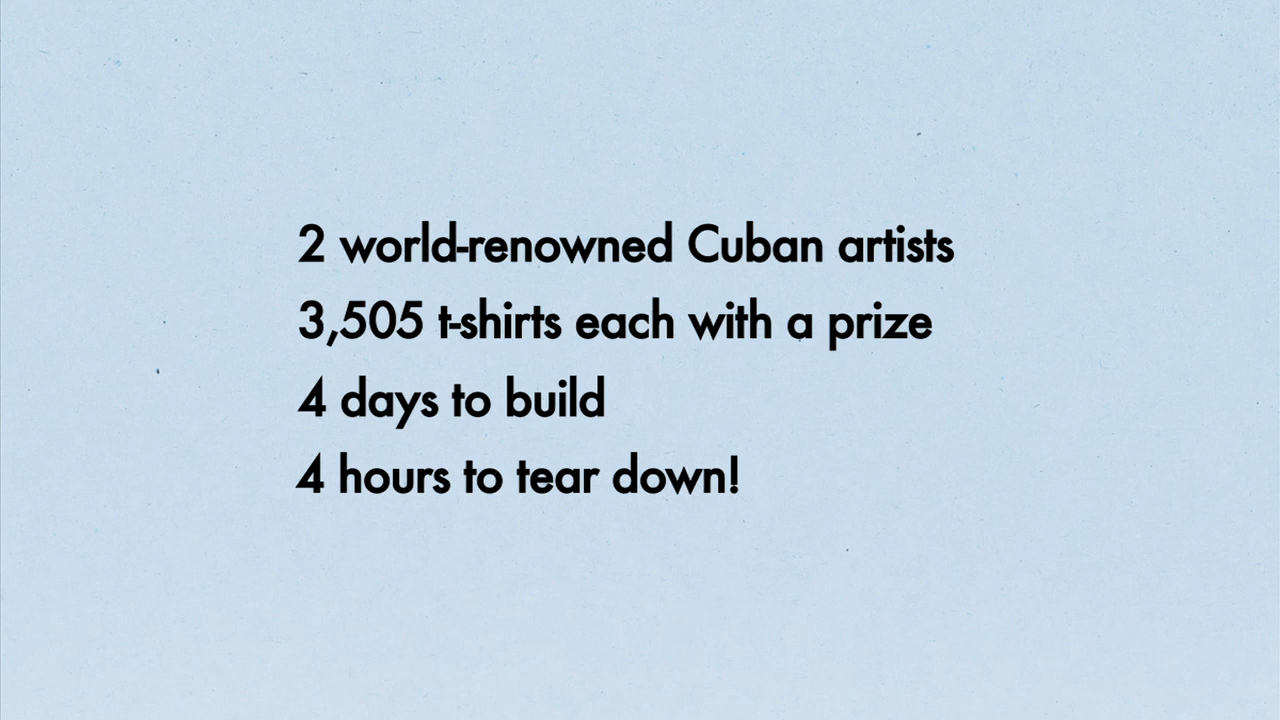 2 world-renowned Cuban artists
3,505 t-shirts each with a prize
4 days to build
4 hours to tear down!